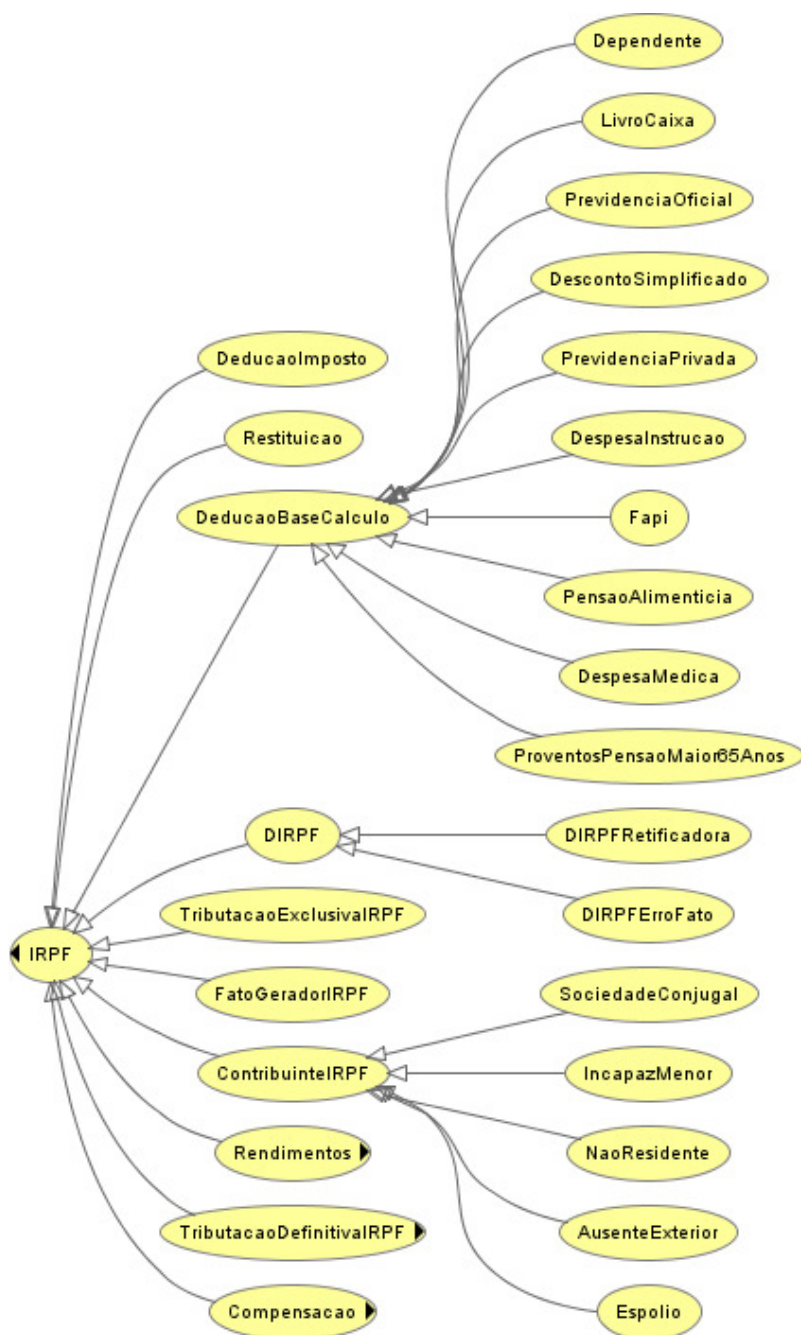 Dependente
LivroCaixa
PrevidenciaOficial
DescontoSimplificado
DeducaoImposto
PrevidenciaPrivada
Restituicao
DespesaInstrucao
DeducaoBaseCalculo
Fapi
PensaoAlimenticia
DespesaMedica
ProventosPensaoMaior65Anos
DIRPF
DIRPFRetificadora
TributacaoExclusivaIRPF
DIRPFErroFato
IRPF
FatoGeradorIRPF
SociedadeConjugal
ContribuinteIRPF
IncapazMenor
Rendimentos
NaoResidente
TributacaoDefinitivaIRPF
AusenteExterior
Compensacao
Espolio